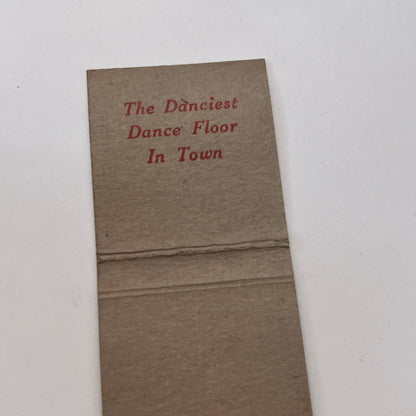 The Danciest
Dance Floor
In Town